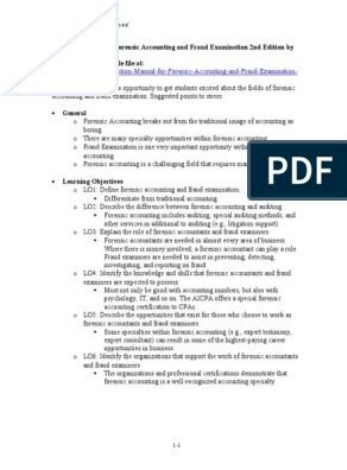 orensic Accounting and Fraud Examination 2nd Edition by
le file at:
tion-Manual-for-Forensic-Accounting-and-Fraud-Examination-
s opportunity to get students excited about the fields of forensic
accounting and fraud examination. Suggested points to stress:
• General
o Forensic Accounting breaks out from the traditional image of accounting as
boring.
o There are many specialty opportunities within forensic accounting.
o Fraud Examination is one very important opportunity within
accounting.
o Forensic accounting is a challenging field that requires ma
PDF
• Learning Objectives
o LO1: Define forensic accounting and fraud examination.
▪ Differentiate from traditional accounting
o LO2: Describe the difference between forensic accounting and auditing.
▪ Forensic accounting includes auditing, special auditing methods, and
other services in additional to auditing (e.g., litigation support)
o LO3: Explain the role of forensic accountants and fraud examiners.
▪ Forensic accountants are needed in almost every area of business.
Where there is money involved, a forensic accountant can play a role.
Fraud examiners are needed to assist in preventing, detecting,
investigating, and reporting on fraud.
o LO4: Identify the knowledge and skills that forensic accountants and fraud
examiners are expected to possess.
▪ Must not only be good with accounting numbers, but also with
psychology, IT, and so on. The AICPA offers a special forensic
accounting certification to CPAs.
o LO5: Describe the opportunities that exist for those who choose to work as
forensic accountants and fraud examiners.
▪ Some specialties within forensic accounting (e.g., expert testimony,
expert consultant) can result in some of the highest-paying career
opportunities in business.
o LO6: Identify the organizations that support the work of forensic accountants
and fraud examiners.
▪ The organizations and professional certifications demonstrate that
forensic accounting is a well-recognized accounting specialty.
1-1